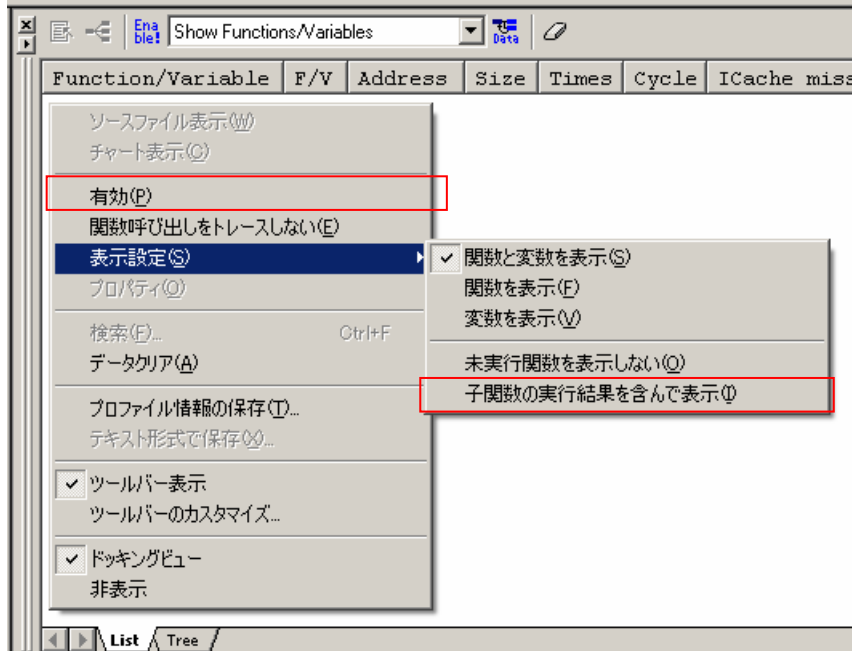 Ena
ble!
Show Functions/Variables
Data
Function/Variable F/V Address Size Times Cycle ICache miss
ソースファイル表示(W)
チャート表示(C)
有効(P)
関数呼び出しをトレースしない(E)
表示設定(S)
関数と変数を表示(S)
プロパティ(O)
関数を表示(F)
変数を表示(V)
検索(F)... Ctrl+F
データクリア(A)
未実行関数を表示しない(O)
子関数の実行結果を含んで表示(I)
プロファイル情報の保存(T)...
テキスト形式で保存(X)...
ツールバー表示
ツールバーのカスタマイズ...
ドッキングビュー
非表示
List Tree